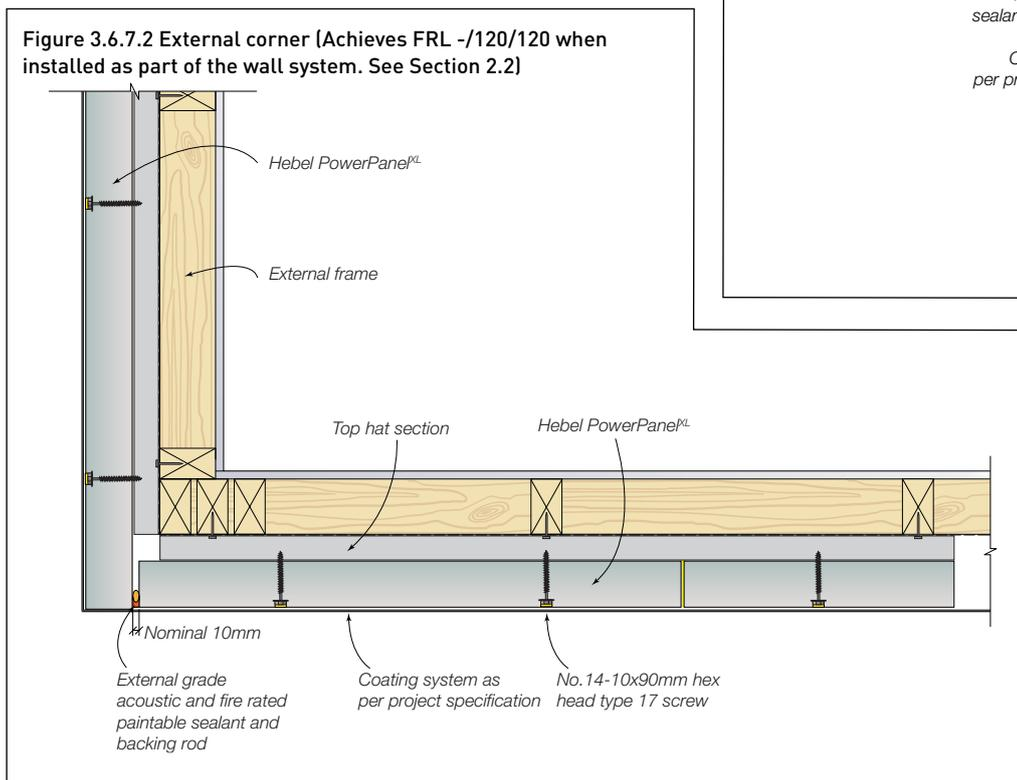 Figure 3.6.7.2 External corner (Achieves FRL -/120/120 when
installed as part of the wall system. See Section 2.2)
Hebel PowerPanelXL
External frame
Top hat section
Hebel PowerPanelXL
Nominal 10mm
External grade
acoustic and fire rated
paintable sealant and
backing rod
Coating system as
per project specification
No.14-10x90mm hex
head type 17 screw